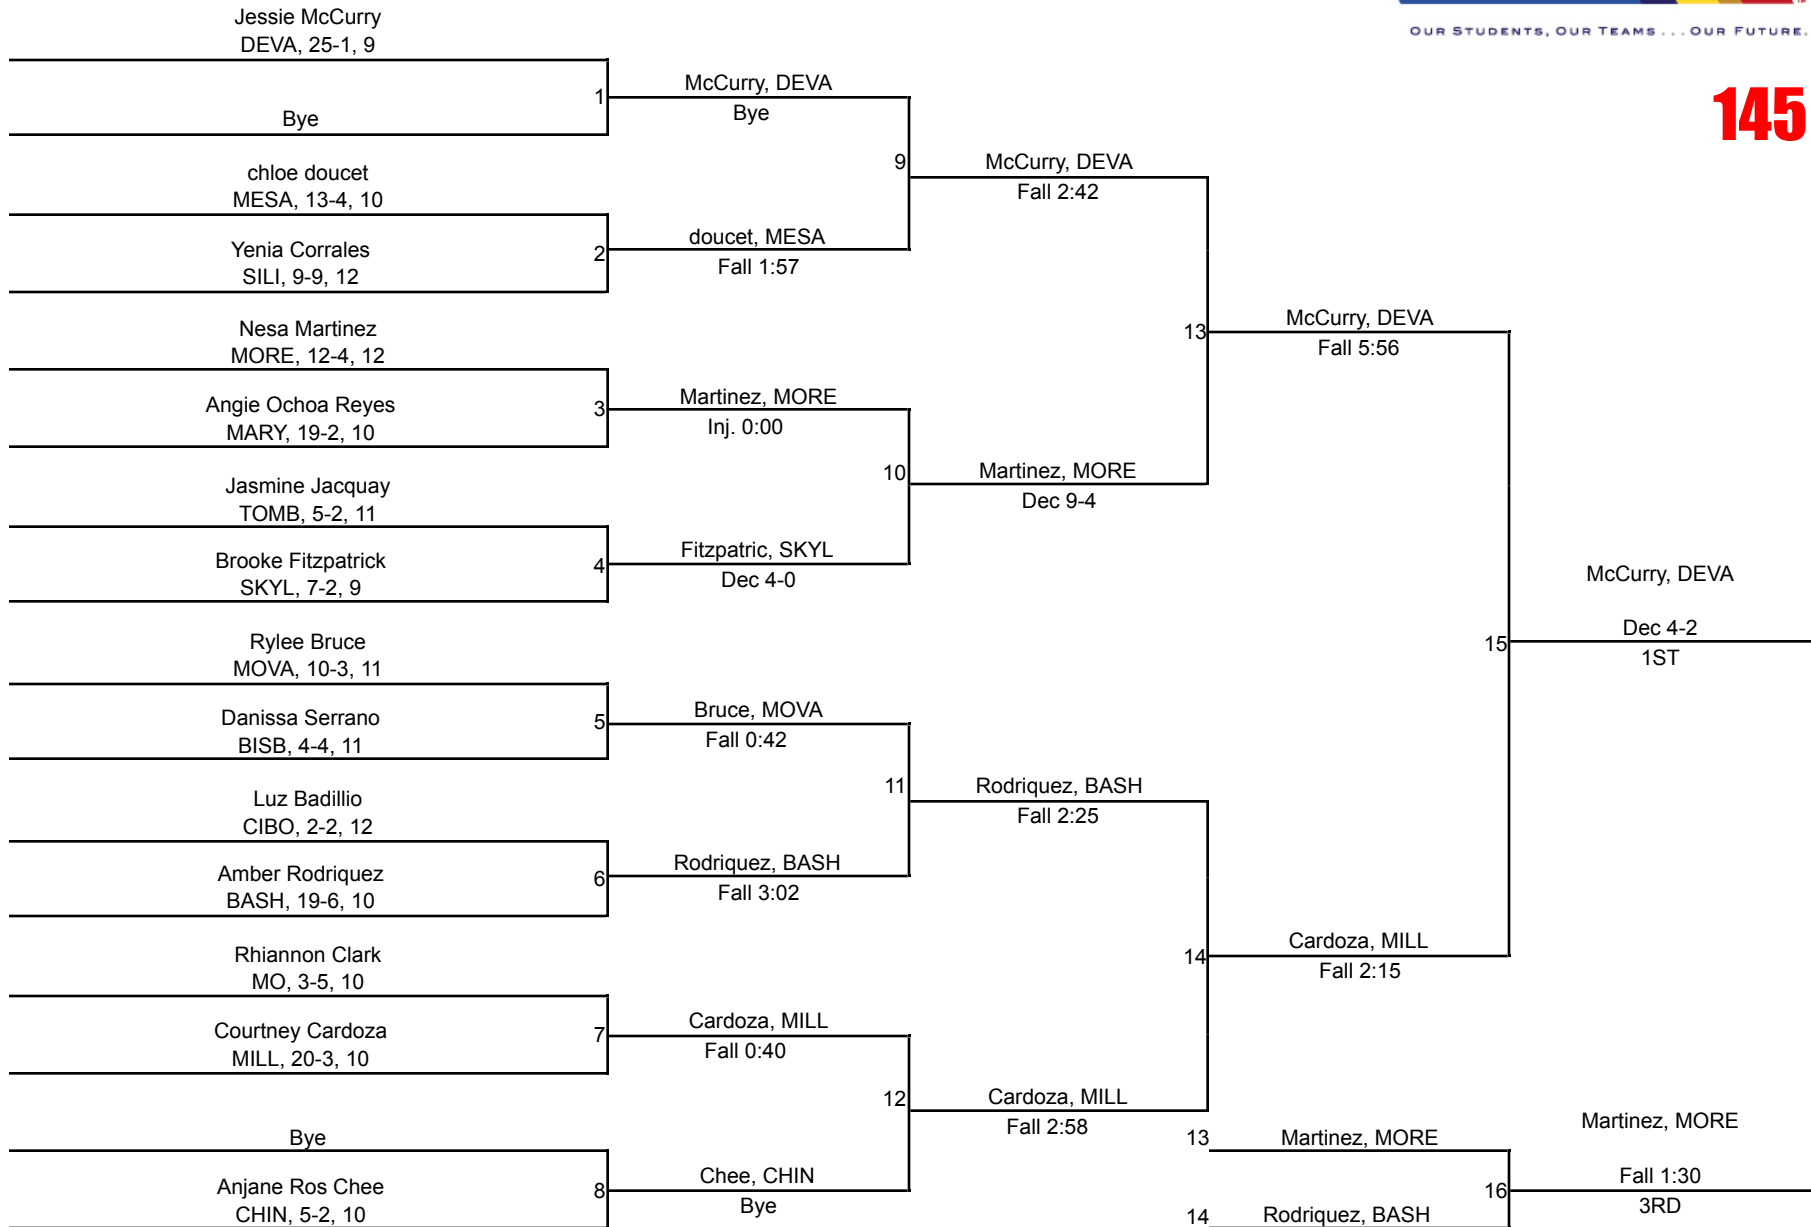 OUR STUDENTS, OUR TEAMS . . . OUR FUTURE.
145
Jessie McCurry
DEVA, 25-1, 9
Bye
1
McCurry, DEVA
Bye
chloe doucet
MESA, 13-4, 10
Yenia Corrales
SILI, 9-9, 12
2
doucet, MESA
Fall 1:57
9
McCurry, DEVA
Fall 2:42
Nesa Martinez
MORE, 12-4, 12
Angie Ochoa Reyes
MARY, 19-2, 10
3
Martinez, MORE
Inj. 0:00
Jasmine Jacquay
TOMB, 5-2, 11
Brooke Fitzpatrick
SKYL, 7-2, 9
4
Fitzpatric, SKYL
Dec 4-0
10
Martinez, MORE
Dec 9-4
13
McCurry, DEVA
Fall 5:56
Rylee Bruce
MOVA, 10-3, 11
Danissa Serrano
BISB, 4-4, 11
5
Bruce, MOVA
Fall 0:42
Luz Badillio
CIBO, 2-2, 12
Amber Rodriquez
BASH, 19-6, 10
6
Rodriquez, BASH
Fall 3:02
11
Rodriquez, BASH
Fall 2:25
Rhiannon Clark
MO, 3-5, 10
Courtney Cardoza
MILL, 20-3, 10
7
Cardoza, MILL
Fall 0:40
Bye
Anjane Ros Chee
CHIN, 5-2, 10
8
Chee, CHIN
Bye
12
Cardoza, MILL
Fall 2:58
14
Cardoza, MILL
Fall 2:15
15
McCurry, DEVA
Dec 4-2
1ST
13
Martinez, MORE
14
Rodriquez, BASH
16
Martinez, MORE
Fall 1:30
3RD